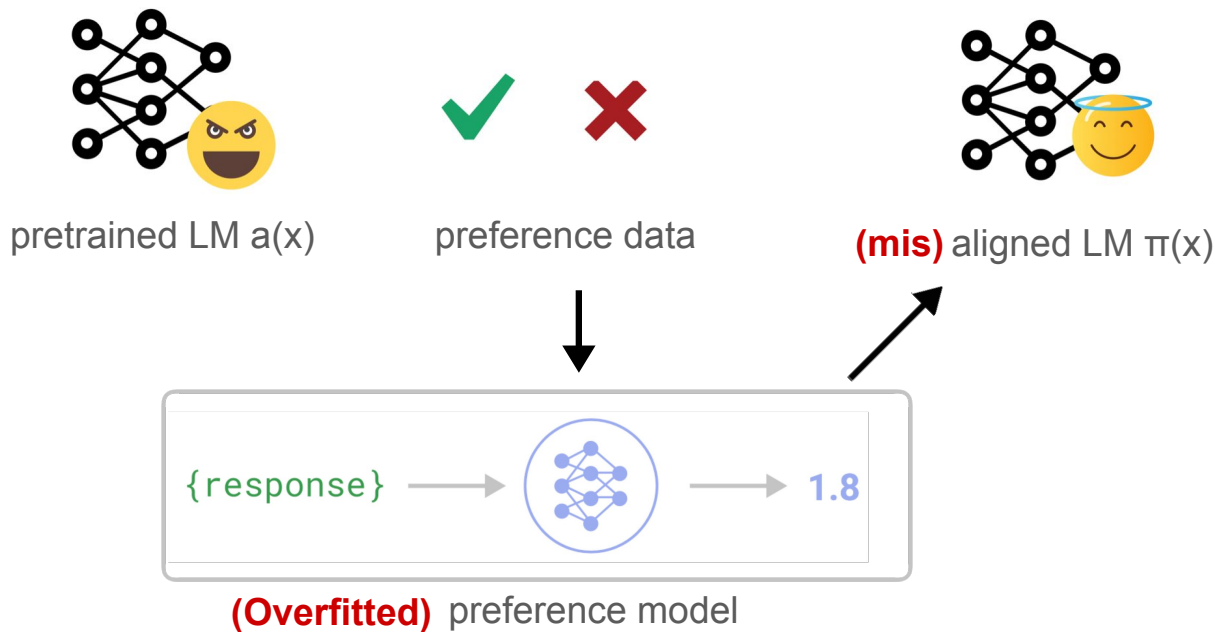 pretrained LM a(x)
preference data
(mis) aligned LM π(x)
{response}
1.8
(Overfitted) preference model